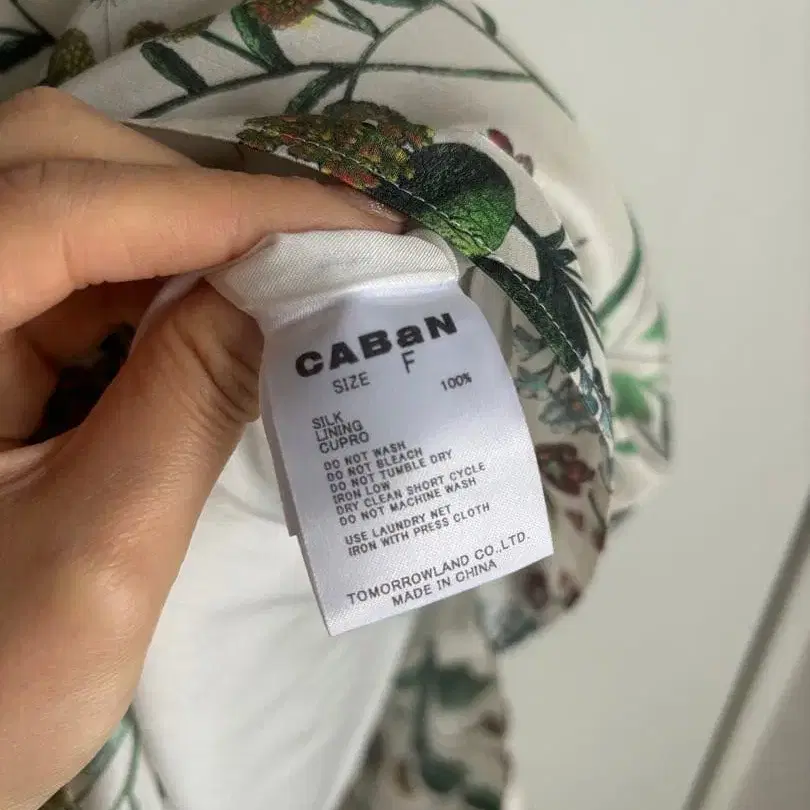 CABaN
SIZE F
100%
SILK
LINING
CUPRO
DO NOT WASH
DO NOT BLEACH
DO NOT TUMBLE DRY
IRON LOW
DRY CLEAN SHORT CYCLE
DO NOT MACHINE WASH
USE LAUNDRY NET
IRON WITH PRESS CLOTH
TOMORROWLAND CO.,LTD.
MADE IN CHINA